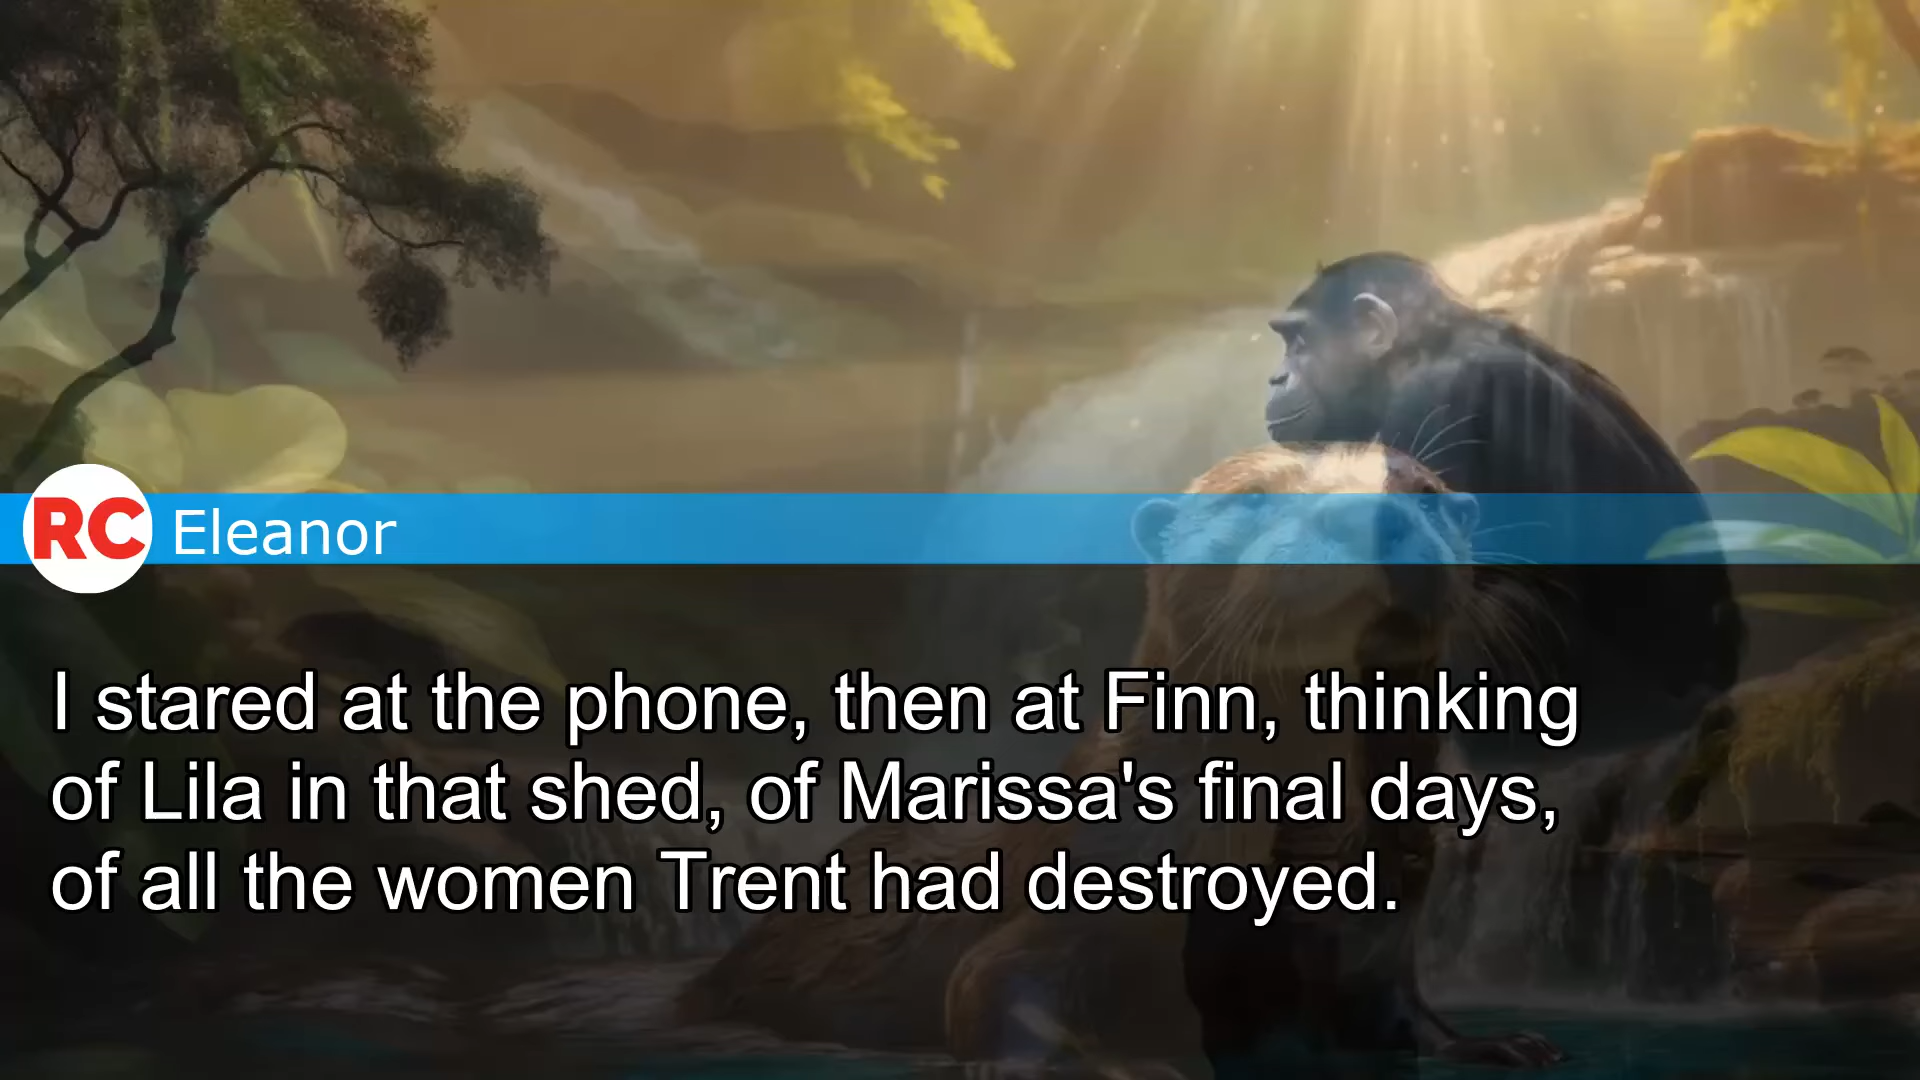 RC Eleanor
I stared at the phone, then at Finn, thinking
of Lila in that shed, of Marissa's final days,
of all the women Trent had destroyed.